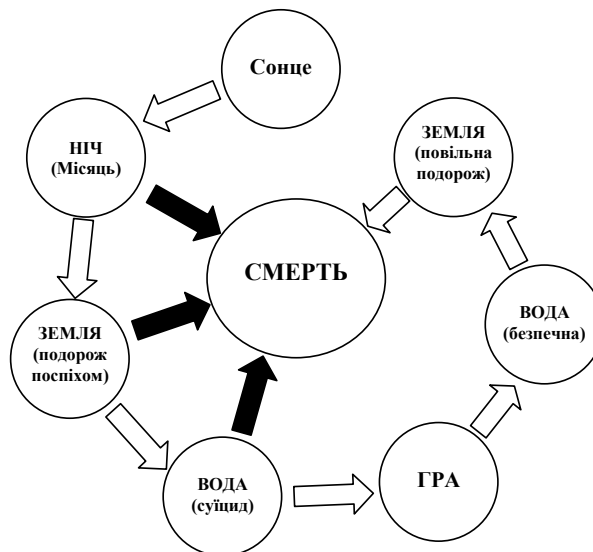 Сонце
НІЧ
(Місяць)
ЗЕМЛЯ
(повільна
подорож)
СМЕРТЬ
ЗЕМЛЯ
(подорож
поспіхом)
ВОДА
(безпечна)
ВОДА
(суїцид)
ГРА